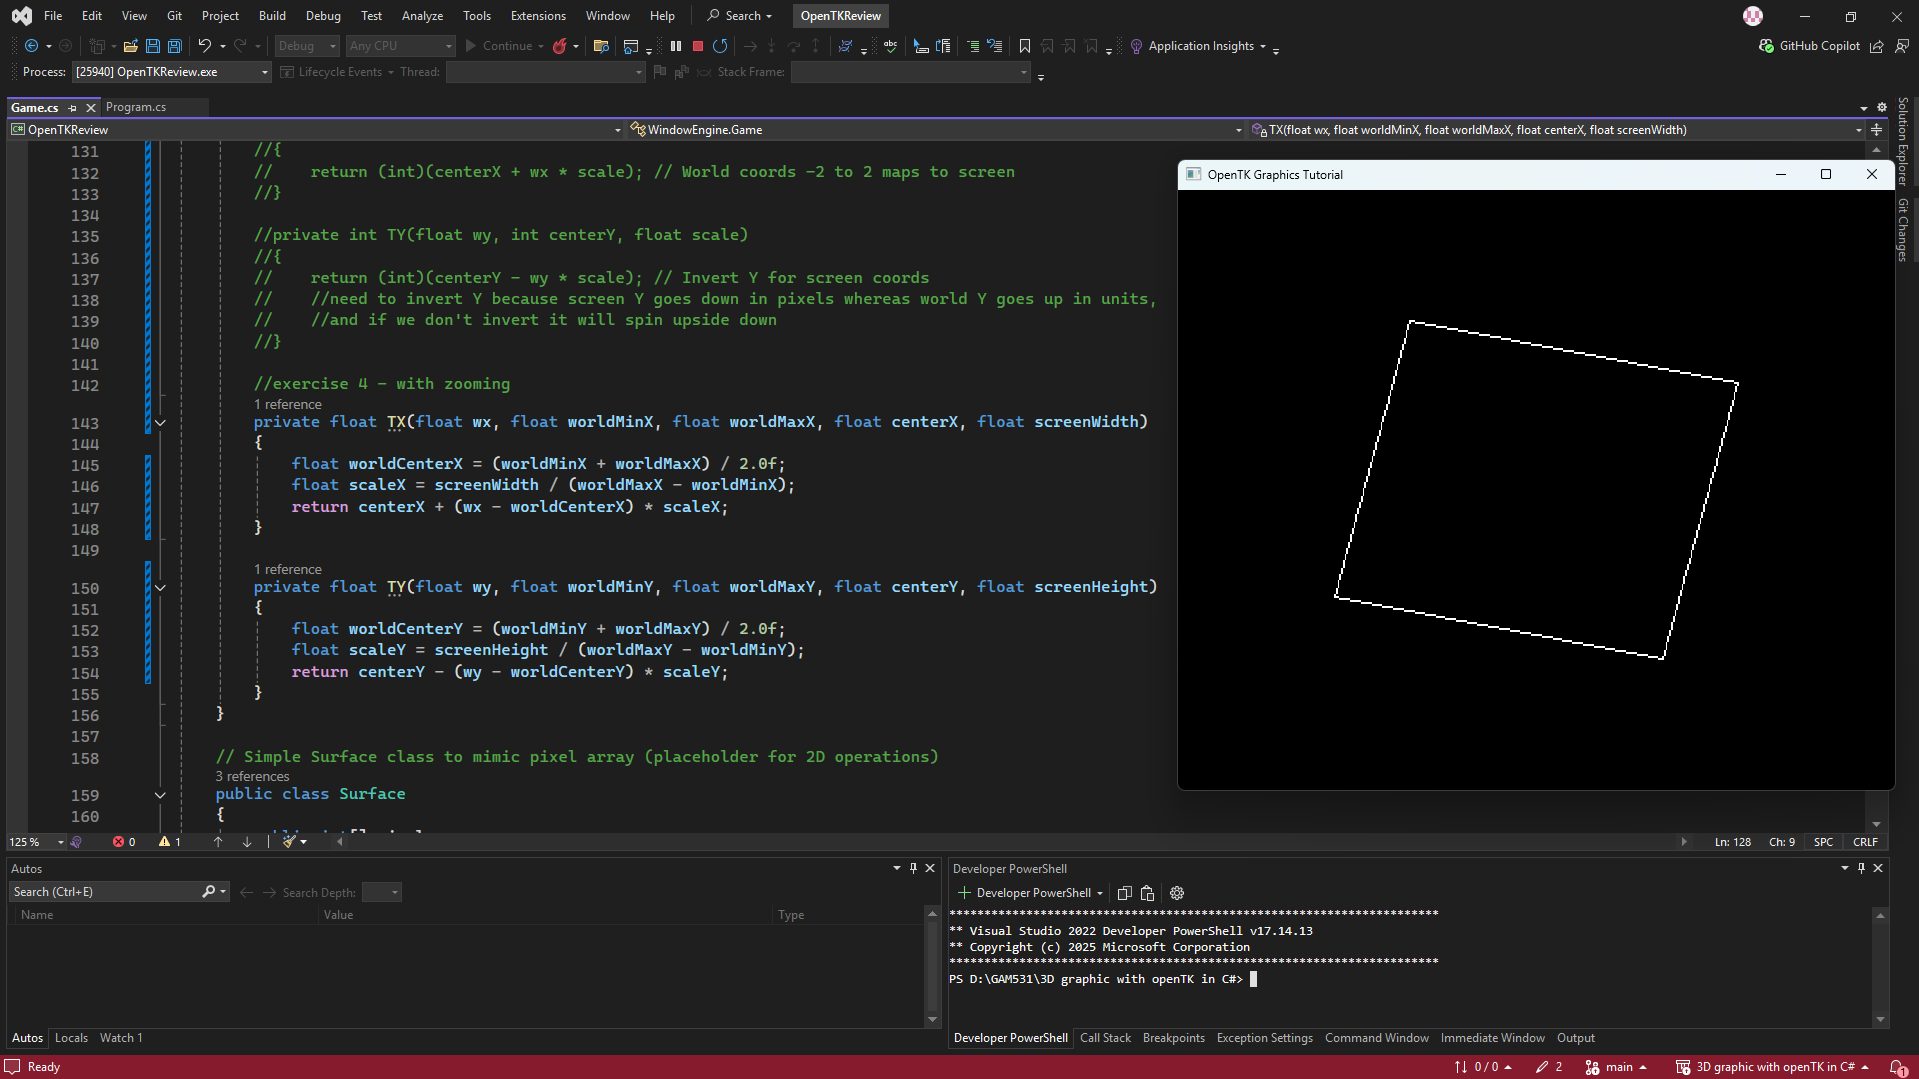 File Edit View Git Project Build Debug Test Analyze Tools Extensions Window Help Search OpenTKReview
Debug Any CPU Continue Application Insights GitHub Copilot
Process: [25940] OpenTKReview.exe Lifecycle Events Thread: Stack Frame:
Game.cs Program.cs
C# OpenTKReview WindowEngine.Game TX(float wx, float worldMinX, float worldMaxX, float centerX, float screenWidth)
Solution Explorer
Git Changes
131 //{
132 // return (int)(centerX + wx * scale); // World coords -2 to 2 maps to screen
133 //}
134
135 //private int TY(float wy, int centerY, float scale)
136 //{
137 // return (int)(centerY - wy * scale); // Invert Y for screen coords
138 // //need to invert Y because screen Y goes down in pixels whereas world Y goes up in units,
139 // //and if we don't invert it will spin upside down
140 //}
141
142 //exercise 4 - with zooming
1 reference
143 private float TX(float wx, float worldMinX, float worldMaxX, float centerX, float screenWidth)
144 {
145 float worldCenterX = (worldMinX + worldMaxX) / 2.0f;
146 float scaleX = screenWidth / (worldMaxX - worldMinX);
147 return centerX + (wx - worldCenterX) * scaleX;
148 }
149
1 reference
150 private float TY(float wy, float worldMinY, float worldMaxY, float centerY, float screenHeight)
151 {
152 float worldCenterY = (worldMinY + worldMaxY) / 2.0f;
153 float scaleY = screenHeight / (worldMaxY - worldMinY);
154 return centerY - (wy - worldCenterY) * scaleY;
155 }
156 }
157
158 // Simple Surface class to mimic pixel array (placeholder for 2D operations)
3 references
159 public class Surface
160 {
OpenTK Graphics Tutorial
125 % 0 1 Ln: 128 Ch: 9 SPC CRLF
Autos
Search (Ctrl+E) Search Depth:
Name Value Type
Autos Locals Watch 1
Developer PowerShell
Developer PowerShell
**********************************************************************
** Visual Studio 2022 Developer PowerShell v17.14.13
** Copyright (c) 2025 Microsoft Corporation
**********************************************************************
PS D:\GAM531\3D graphic with openTK in C#>
Developer PowerShell Call Stack Breakpoints Exception Settings Command Window Immediate Window Output
Ready 0 / 0 2 main 3D graphic with openTK in C# 1